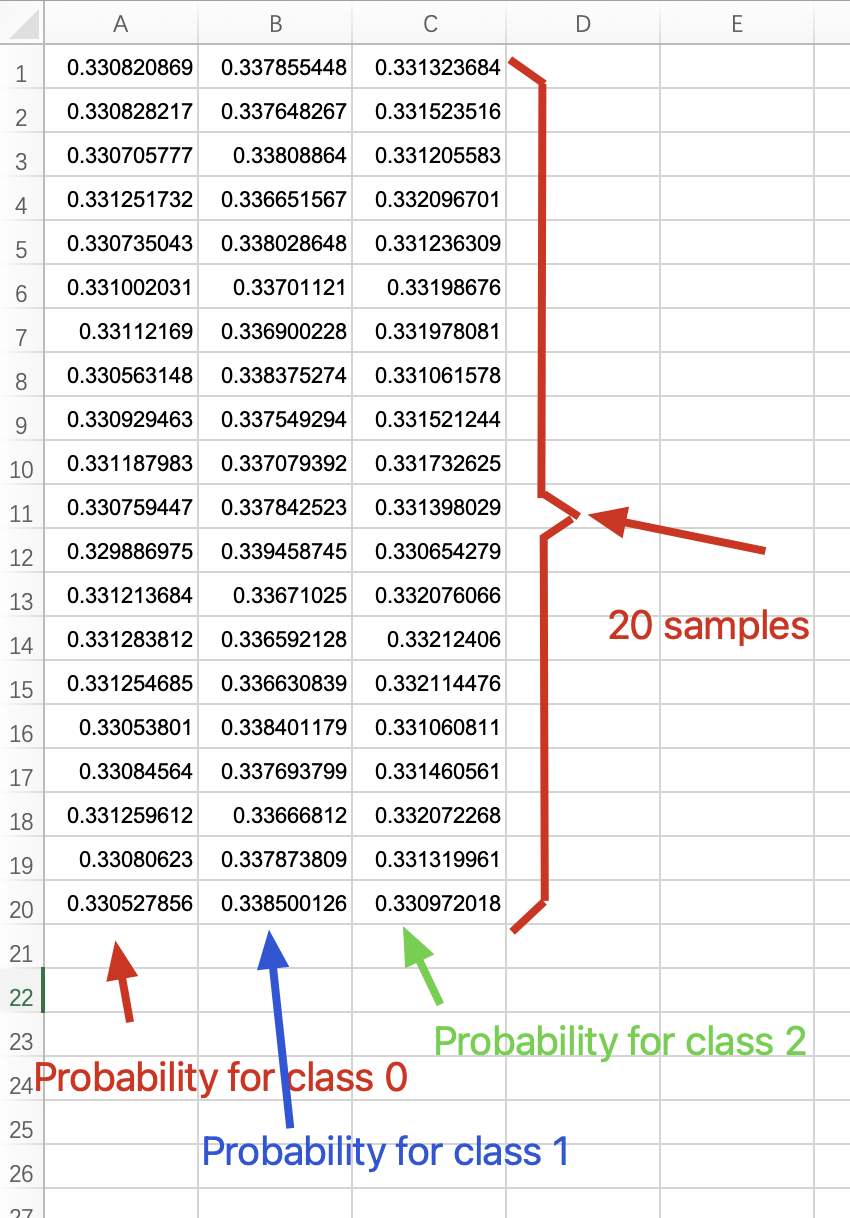 A B C D E
1 0.330820869 0.337855448 0.331323684
2 0.330828217 0.337648267 0.331523516
3 0.330705777 0.33808864 0.331205583
4 0.331251732 0.336651567 0.332096701
5 0.330735043 0.338028648 0.331236309
6 0.331002031 0.33701121 0.33198676
7 0.33112169 0.336900228 0.331978081
8 0.330563148 0.338375274 0.331061578
9 0.330929463 0.337549294 0.331521244
10 0.331187983 0.337079392 0.331732625
11 0.330759447 0.337842523 0.331398029
12 0.329886975 0.339458745 0.330654279
13 0.331213684 0.33671025 0.332076066
20 samples
14 0.331283812 0.336592128 0.33212406
15 0.331254685 0.336630839 0.332114476
16 0.33053801 0.338401179 0.331060811
17 0.33084564 0.337693799 0.331460561
18 0.331259612 0.33666812 0.332072268
19 0.33080623 0.337873809 0.331319961
20 0.330527856 0.338500126 0.330972018
21
22
23
Probability for class 2
24
Probability for class 0
25
Probability for class 1
26
27